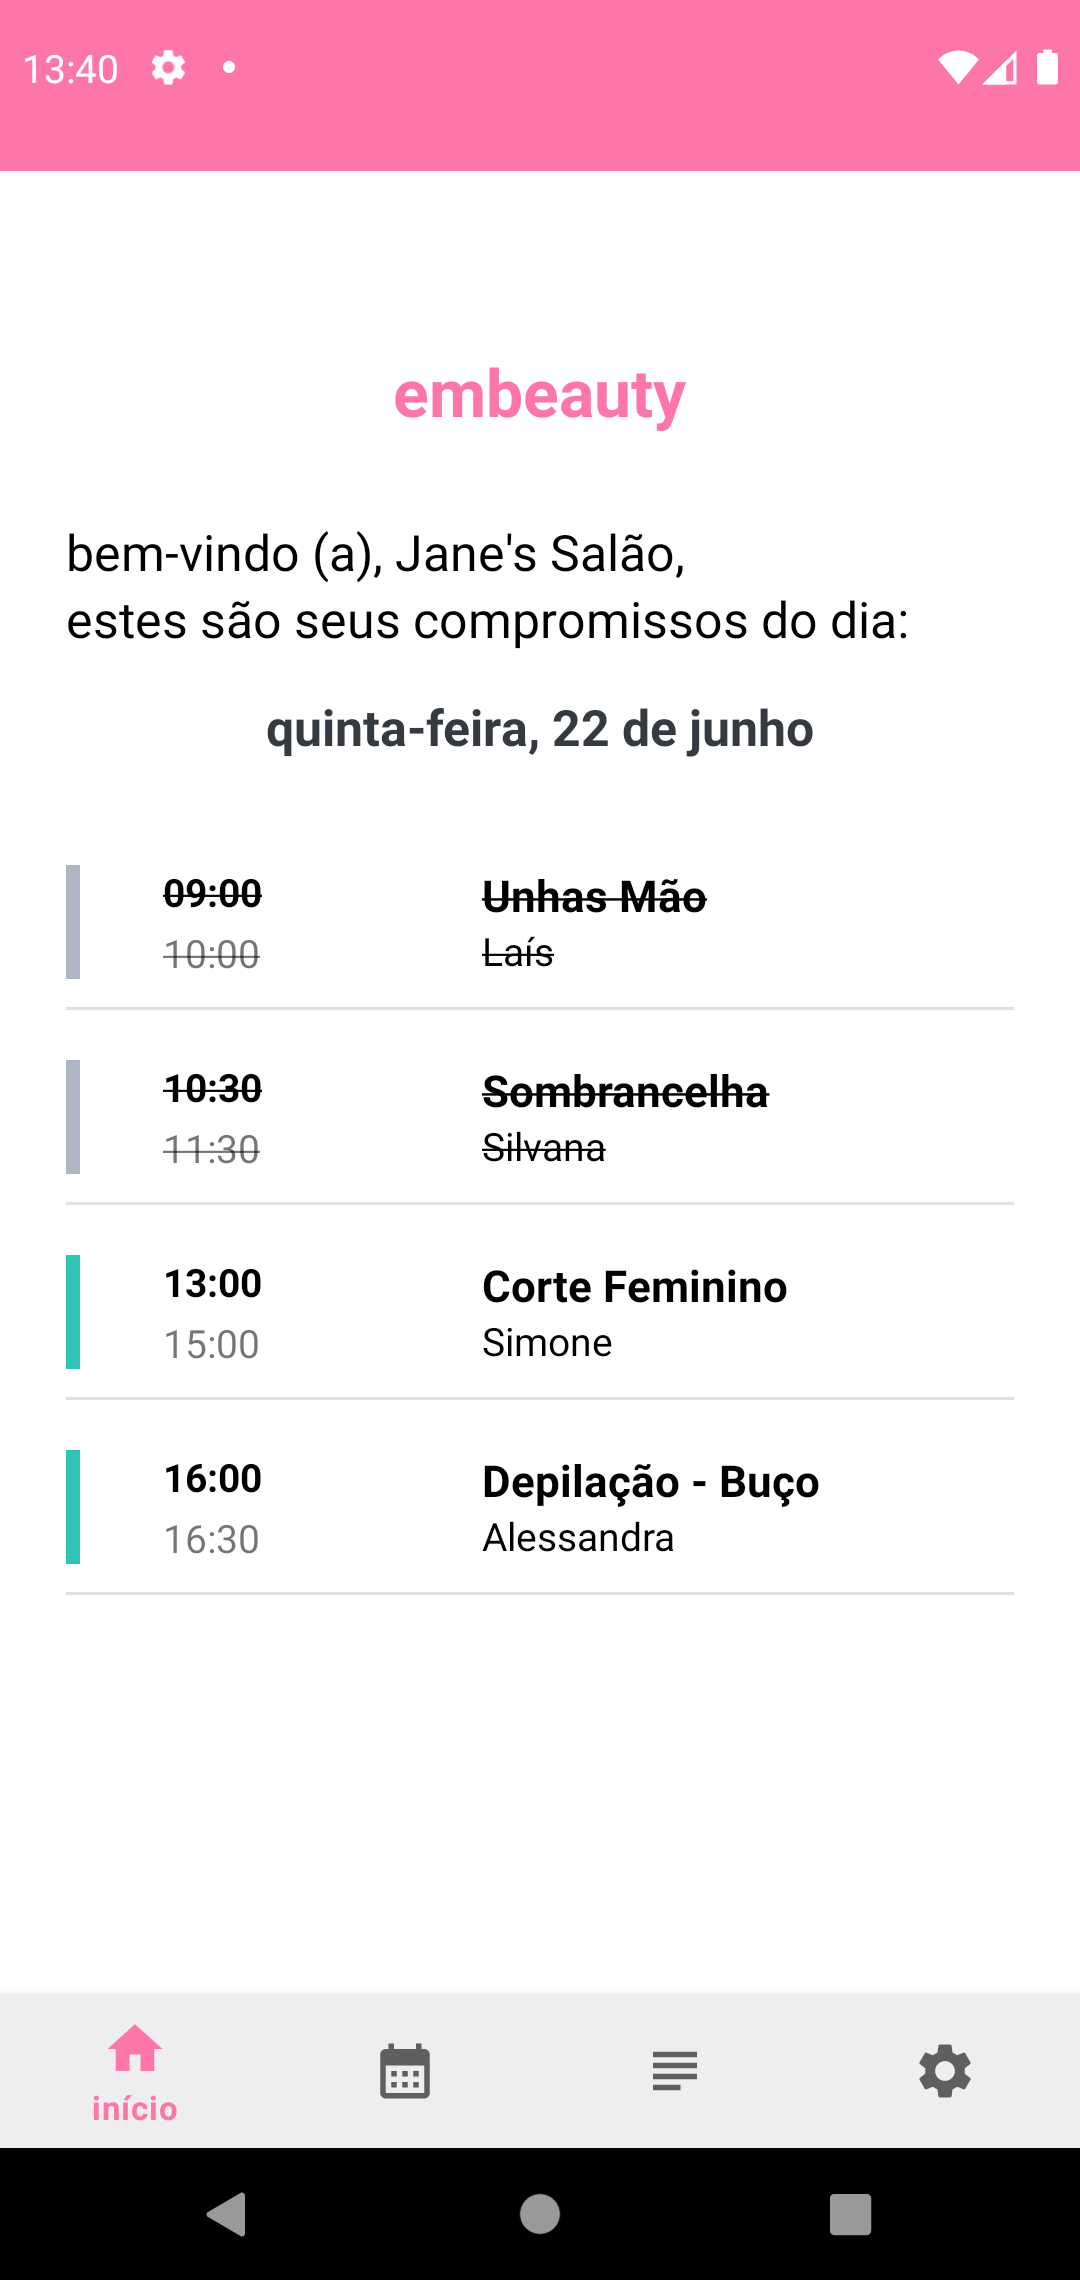 13:40
embeauty
bem-vindo (a), Jane's Salão,
estes são seus compromissos do dia:
quinta-feira, 22 de junho
09:00 Unhas Mão
10:00 Laís
10:30 Sombrancelha
11:30 Silvana
13:00 Corte Feminino
15:00 Simone
16:00 Depilação - Buço
16:30 Alessandra
início